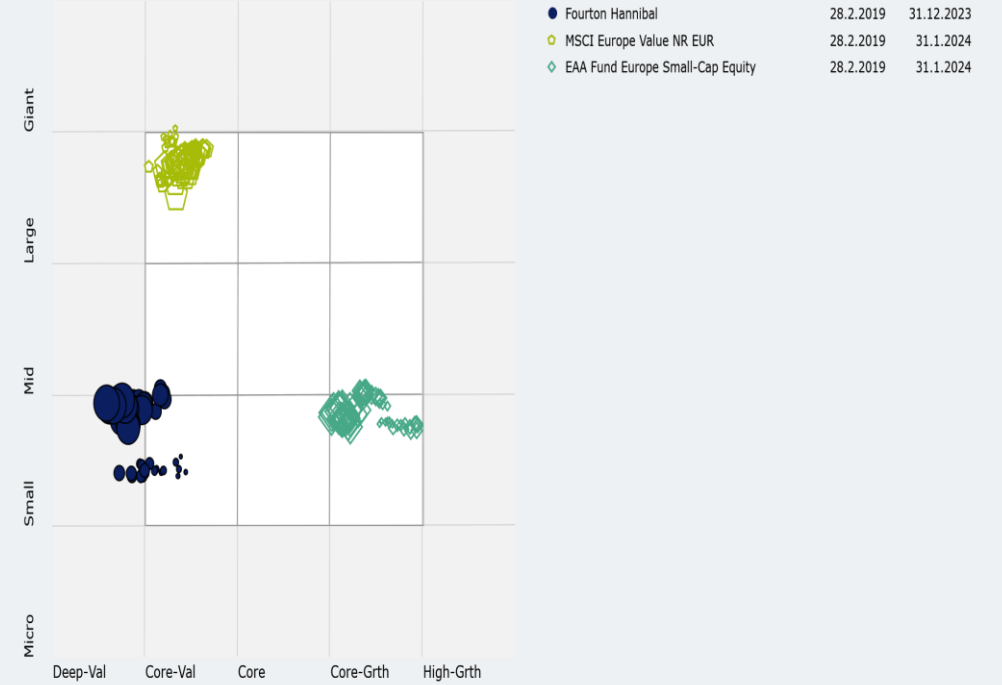 Fourton Hannibal 28.2.2019 31.12.2023
MSCI Europe Value NR EUR 28.2.2019 31.1.2024
EAA Fund Europe Small-Cap Equity 28.2.2019 31.1.2024
Giant
Large
Mid
Small
Micro
Deep-Val Core-Val Core Core-Grth High-Grth